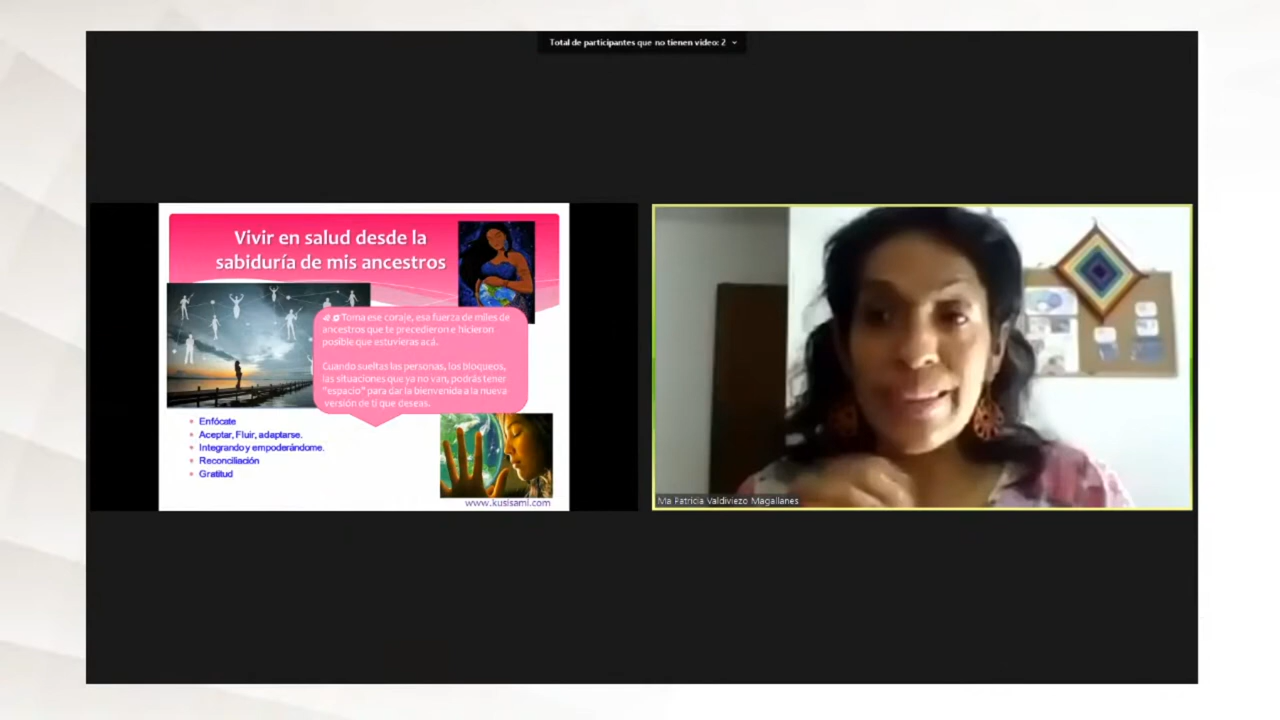 Total de participantes que no tienen video: 2
Vivir en salud desde la
sabiduría de mis ancestros
Toma ese coraje, esa fuerza de miles de
ancestros que te precedieron e hicieron
posible que estuvieras acá.
Cuando sueltas las personas, los bloqueos,
las situaciones que ya no van, podrás tener
"espacio" para dar la bienvenida a la nueva
versión de ti que deseas.
Enfócate
Aceptar, Fluir, adaptarse.
Integrando y empoderándome.
Reconciliación
Gratitud
www.kusisami.com
Ma Patricia Valdiviezo Magallanes